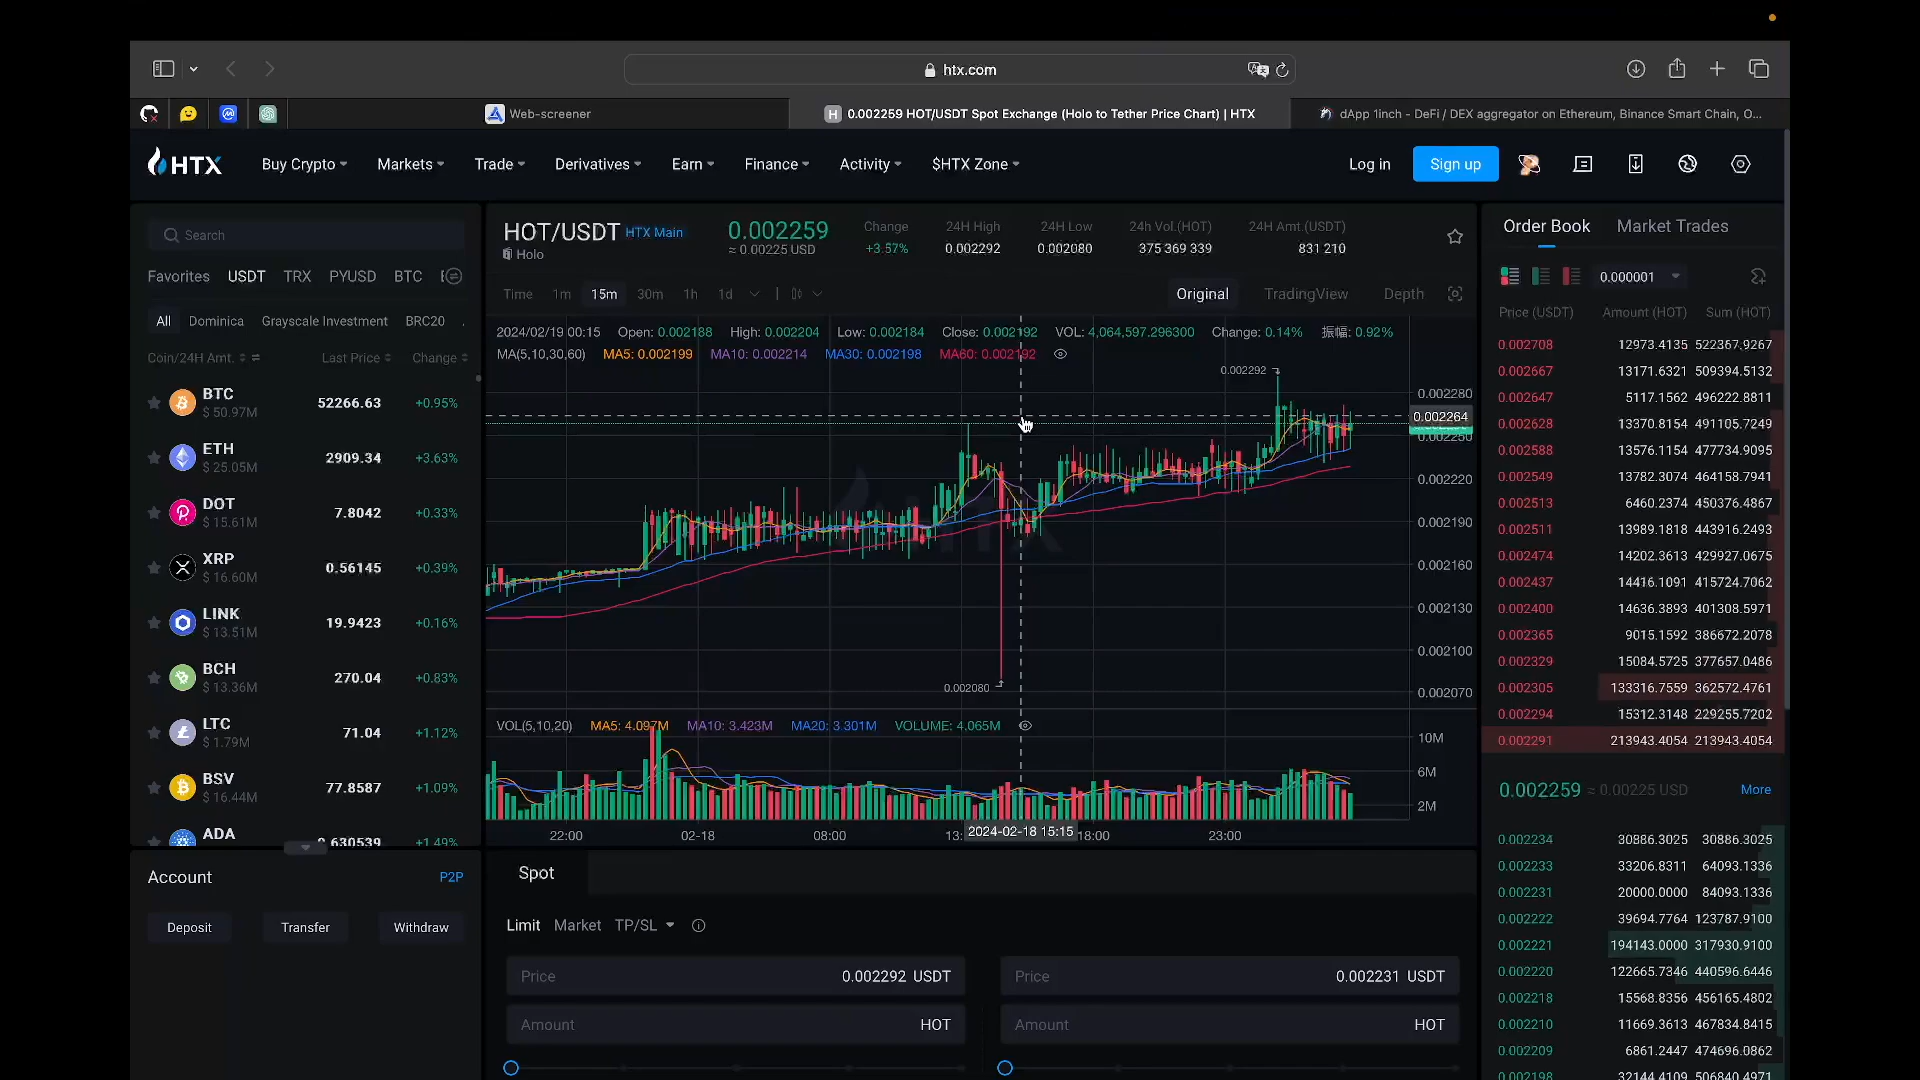 htx.com
Web-screener
0.002259 HOT/USDT Spot Exchange (Holo to Tether Price Chart) | HTX
dApp 1inch - DeFi / DEX aggregator on Ethereum, Binance Smart Chain, O...
HTX
Buy Crypto Markets Trade Derivatives Earn Finance Activity $HTX Zone
Log in Sign up
Search
Favorites USDT TRX PYUSD BTC
All Dominica Grayscale Investment BRC20
Coin/24H Amt. Last Price Change
BTC $ 50.97M 52266.63 +0.95%
ETH $ 25.05M 2909.34 +3.63%
DOT $ 15.61M 7.8042 +0.33%
XRP $ 16.60M 0.56145 +0.39%
LINK $ 13.51M 19.9423 +0.16%
BCH $ 13.36M 270.04 +0.83%
LTC $ 1.79M 71.04 +1.12%
BSV $ 16.44M 77.8587 +1.09%
ADA 0.630539 +1.49%
Account P2P
Deposit Transfer Withdraw
HOT/USDT HTX Main
Holo
0.002259
≈ 0.00225 USD
Change
+3.57%
24H High
0.002292
24H Low
0.002080
24h Vol.(HOT)
375 369 339
24H Amt.(USDT)
831 210
Time 1m 15m 30m 1h 1d
Original TradingView Depth
2024/02/19 00:15 Open: 0.002188 High: 0.002204 Low: 0.002184 Close: 0.002192 VOL: 4,064,597.296300 Change: 0.14% 振幅: 0.92%
MA(5,10,30,60) MA5: 0.002199 MA10: 0.002214 MA30: 0.002198 MA60: 0.002192
0.002292
0.002280
0.002264
0.002250
0.002220
0.002190
0.002160
0.002130
0.002100
0.002080
0.002070
HTX
VOL(5,10,20) MA5: 4.097M MA10: 3.423M MA20: 3.301M VOLUME: 4.065M
10M
6M
2M
22:00 02-18 08:00 13: 2024-02-18 15:15 18:00 23:00
Spot
Limit Market TP/SL
Price 0.002292 USDT
Price 0.002231 USDT
Amount HOT
Amount HOT
Order Book Market Trades
0.000001
Price (USDT) Amount (HOT) Sum (HOT)
0.002708 12973.4135 522367.9267
0.002667 13171.6321 509394.5132
0.002647 5117.1562 496222.8811
0.002628 13370.8154 491105.7249
0.002588 13576.1154 477734.9095
0.002549 13782.3074 464158.7941
0.002513 6460.2374 450376.4867
0.002511 13989.1818 443916.2493
0.002474 14202.3613 429927.0675
0.002437 14416.1091 415724.7062
0.002400 14636.3893 401308.5971
0.002365 9015.1592 386672.2078
0.002329 15084.5725 377657.0486
0.002305 133316.7559 362572.4761
0.002294 15312.3148 229255.7202
0.002291 213943.4054 213943.4054
0.002259 ≈ 0.00225 USD More
0.002234 30886.3025 30886.3025
0.002233 33206.8311 64093.1336
0.002231 20000.0000 84093.1336
0.002222 39694.7764 123787.9100
0.002221 194143.0000 317930.9100
0.002220 122665.7346 440596.6446
0.002218 15568.8356 456165.4802
0.002210 11669.3613 467834.8415
0.002209 6861.2447 474696.0862
0.002198 32144.4109 506840.4971